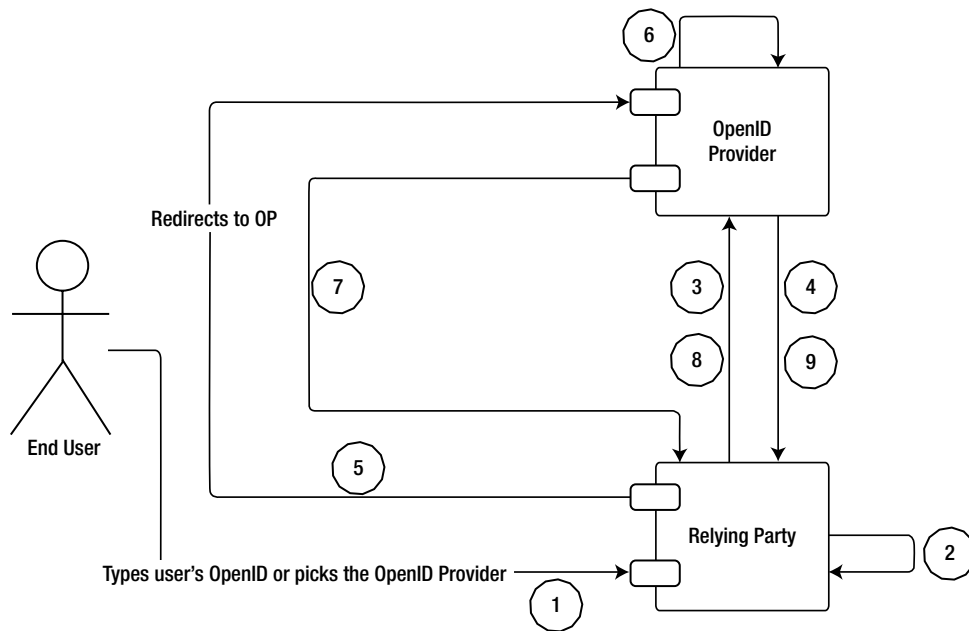 6
OpenID
Provider
Redirects to OP
7
3
4
8
9
End User
5
Relying Party
2
Types user's OpenID or picks the OpenID Provider
1